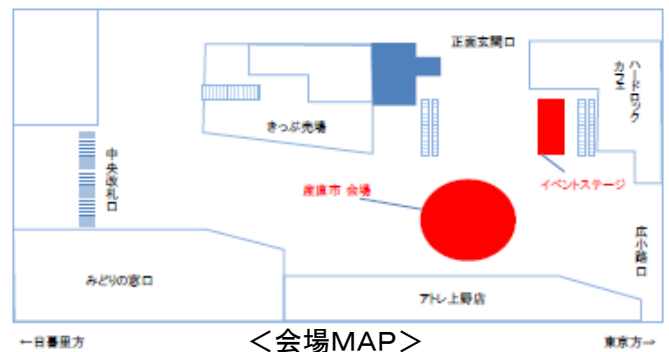 正面玄関口
ハードロック
カフェ
きっぷ売場
中央改札口
産直市 会場
イベントステージ
広小路口
みどりの窓口
アトレ上野店
←日暮里方
＜会場MAP＞
東京方→